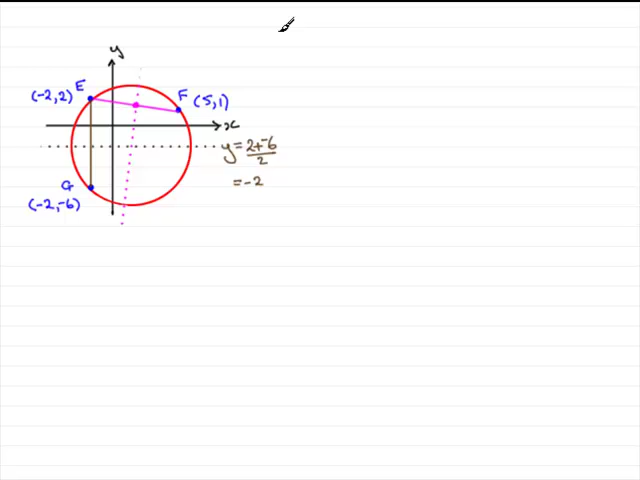 y
E
(-2,2)
F (5,1)
x
y = 2+-6
2
= -2
G
(-2,-6)